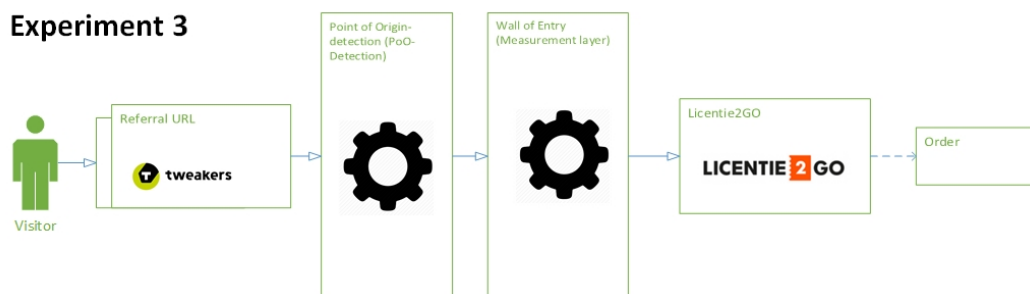 Experiment 3
Point of Origin-
detection (PoO-
Detection)
Wall of Entry
(Measurement layer)
Referral URL
T tweakers
Licentie2GO
LICENTIE 2 GO
Order
Visitor